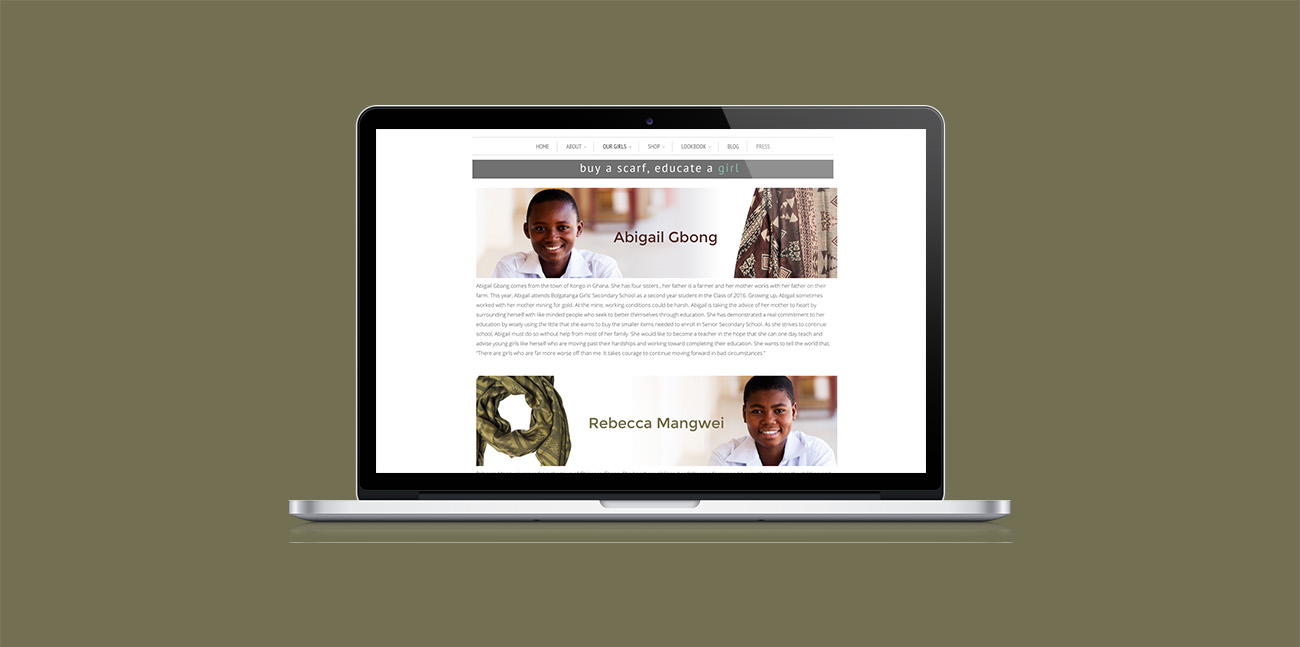 HOME ABOUT OUR GIRLS SHOP LOOKBOOK BLOG PRESS
buy a scarf, educate a girl
Abigail Gbong
Abigail Gbang comes from the town of Kongo in Ghana. She has four sisters., her father is a farmer and her mother works with her father on their
farm. This year, Abigail attends Bolgatanga Girls' Secondary School as a second year student in the Class of 2016. Growing up, Abigail sometimes
worked with her mother mining for gold. At the mine, working conditions could be harsh. Abigail is taking the advice of her mother to heart by
surrounding herself with like minded people who seek to better themselves through education. She has demonstrated a real commitment to her
education by wisely using the little that she earns to buy the smaller items needed to enroll in Senior Secondary School. As she strives to continue
school, Abigail must do so without help from most of her family. She would like to become a teacher in the hope that she can one day teach and
advise young girls like herself who are moving past their hardships and working toward completing their education. She wants to tell the world that,
"There are girls who are far more worse off than me. It takes courage to continue moving forward in bad circumstances."
Rebecca Mangwei